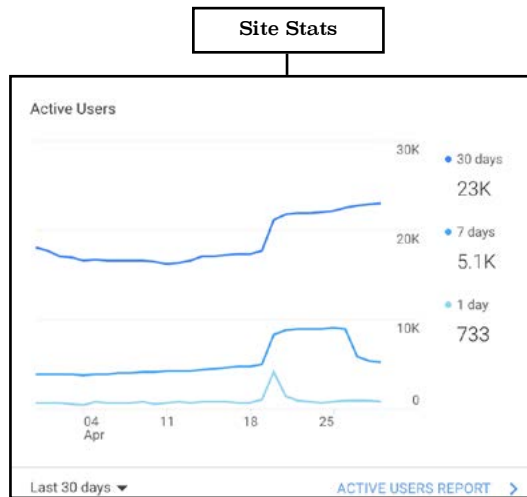 Site Stats
Active Users
30K
20K
10K
0
30 days
23K
7 days
5.1K
1 day
733
04
Apr
11
18
25
Last 30 days
ACTIVE USERS REPORT